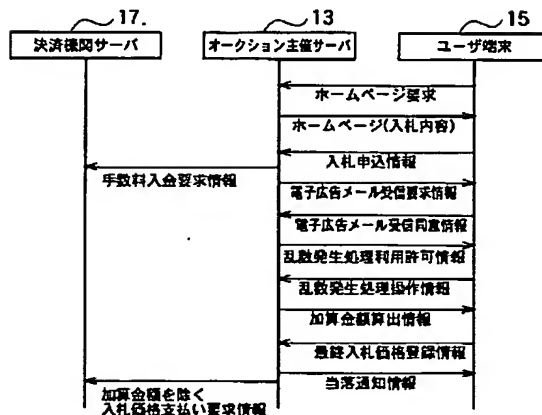 17.
13
15
決済機関サーバ
オークション主催サーバ
ユーザ端末
ホームページ要求
ホームページ(入札内容)
入札申込情報
手数料入金要求情報
電子広告メール受信要求情報
電子広告メール受信同意情報
乱数発生処理利用許可情報
乱数発生処理操作情報
加算金額算出情報
最終入札価格登録情報
当落通知情報
加算金額を除く
入札価格支払い要求情報